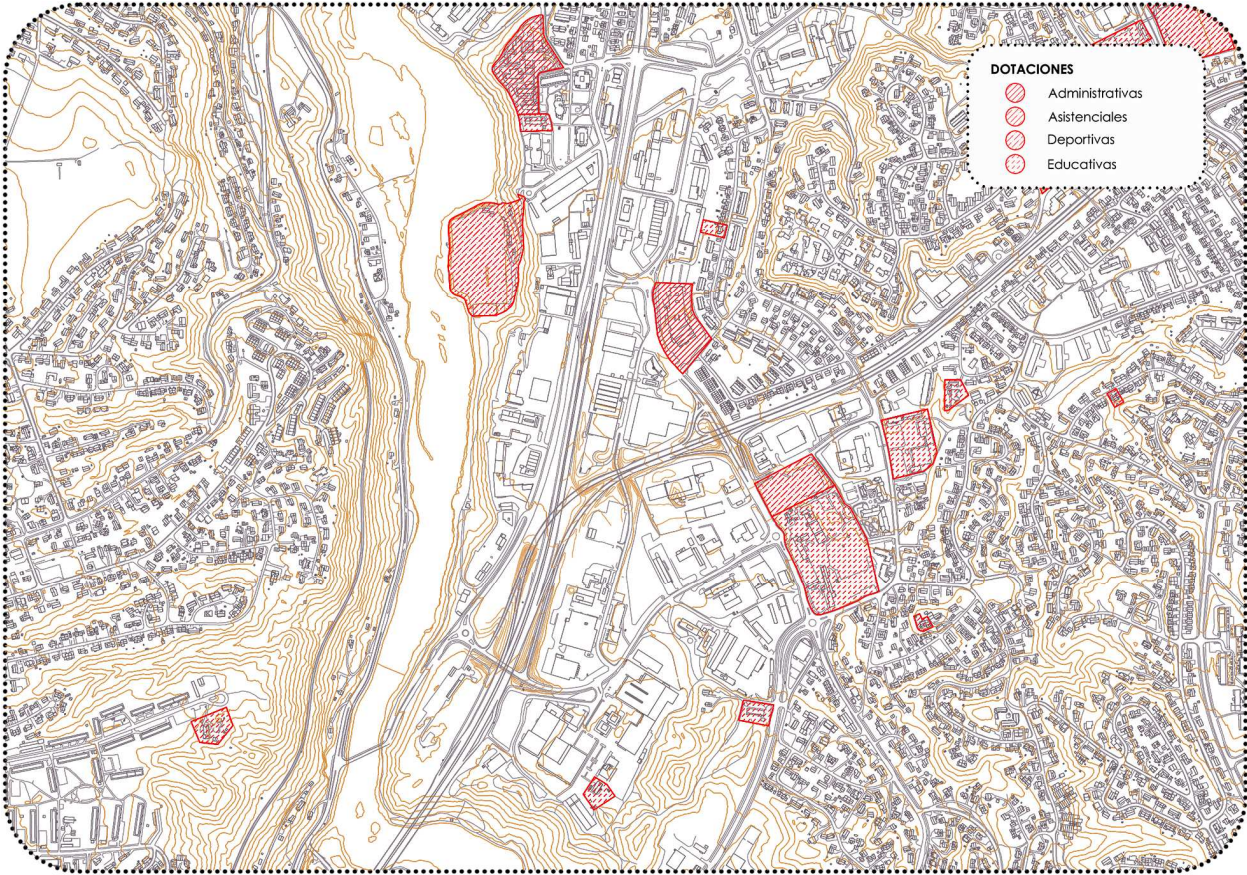 DOTACIONES
Administrativas
Asistenciales
Deportivas
Educativas